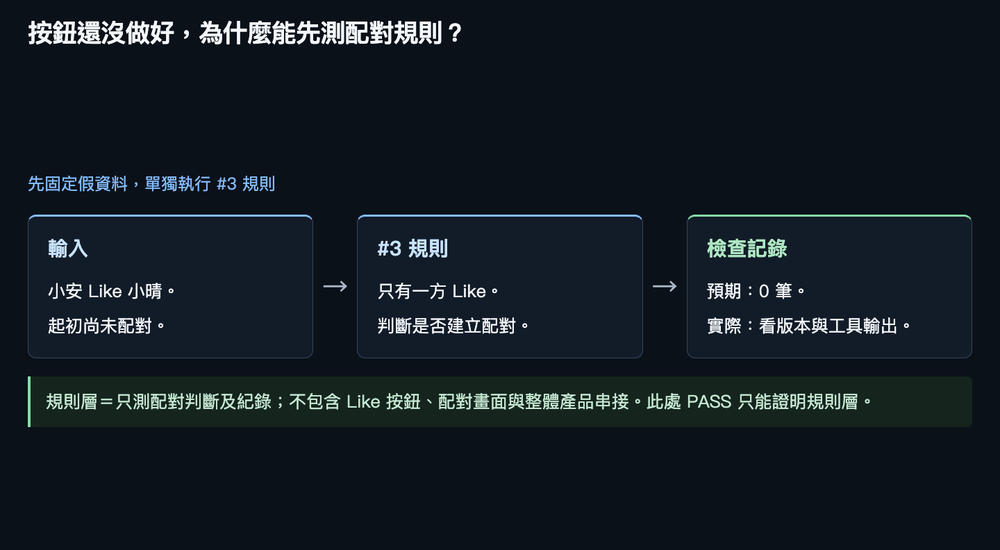 按鈕還沒做好，為什麼能先測配對規則？
先固定假資料，單獨執行 #3 規則
輸入
小安 Like 小晴。
起初尚未配對。
→
#3 規則
只有一方 Like。
判斷是否建立配對。
→
檢查記錄
預期：0 筆。
實際：看版本與工具輸出。
規則層＝只測配對判斷及紀錄；不包含 Like 按鈕、配對畫面與整體產品串接。此處 PASS 只能證明規則層。